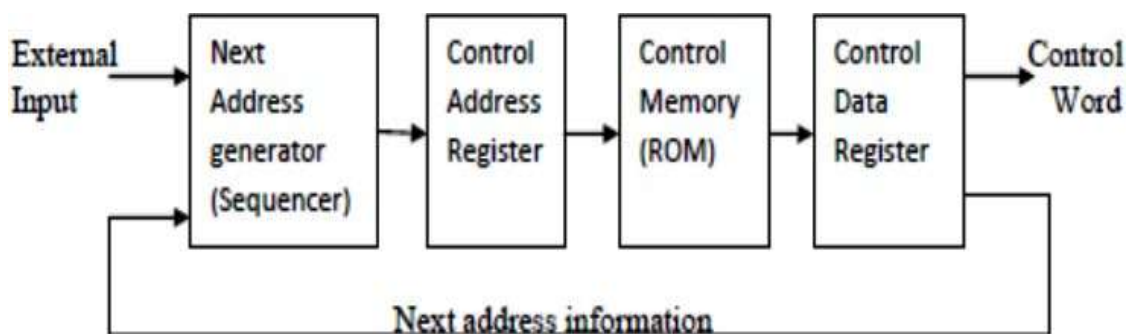 External
Input
Next
Address
generator
(Sequencer)
Control
Address
Register
Control
Memory
(ROM)
Control
Data
Register
Control
Word
Next address information